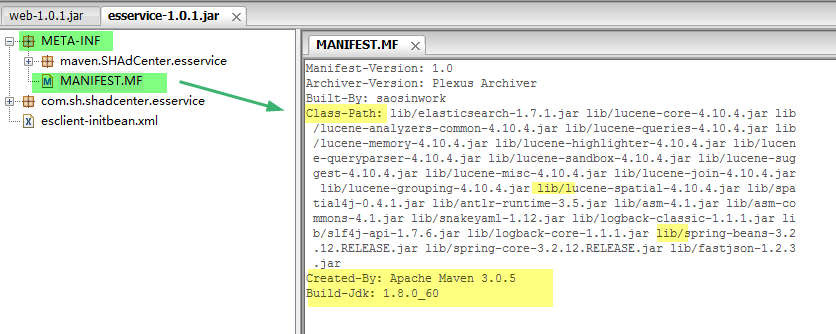 web-1.0.1.jar
esservice-1.0.1.jar
META-INF
maven.SHAdCenter.esservice
MANIFEST.MF
com.sh.shadcenter.esservice
esclient-initbean.xml
MANIFEST.MF
Manifest-Version: 1.0
Archiver-Version: Plexus Archiver
Built-By: saosinwork
Class-Path: lib/elasticsearch-1.7.1.jar lib/lucene-core-4.10.4.jar lib
/lucene-analyzers-common-4.10.4.jar lib/lucene-queries-4.10.4.jar lib
/lucene-memory-4.10.4.jar lib/lucene-highlighter-4.10.4.jar lib/lucen
e-queryparser-4.10.4.jar lib/lucene-sandbox-4.10.4.jar lib/lucene-sug
gest-4.10.4.jar lib/lucene-misc-4.10.4.jar lib/lucene-join-4.10.4.jar
lib/lucene-grouping-4.10.4.jar lib/lucene-spatial-4.10.4.jar lib/spa
tial4j-0.4.1.jar lib/antlr-runtime-3.5.jar lib/asm-4.1.jar lib/asm-co
mmons-4.1.jar lib/snakeyaml-1.12.jar lib/logback-classic-1.1.1.jar li
b/slf4j-api-1.7.6.jar lib/logback-core-1.1.1.jar lib/spring-beans-3.2
.12.RELEASE.jar lib/spring-core-3.2.12.RELEASE.jar lib/fastjson-1.2.3
.jar
Created-By: Apache Maven 3.0.5
Build-Jdk: 1.8.0_60